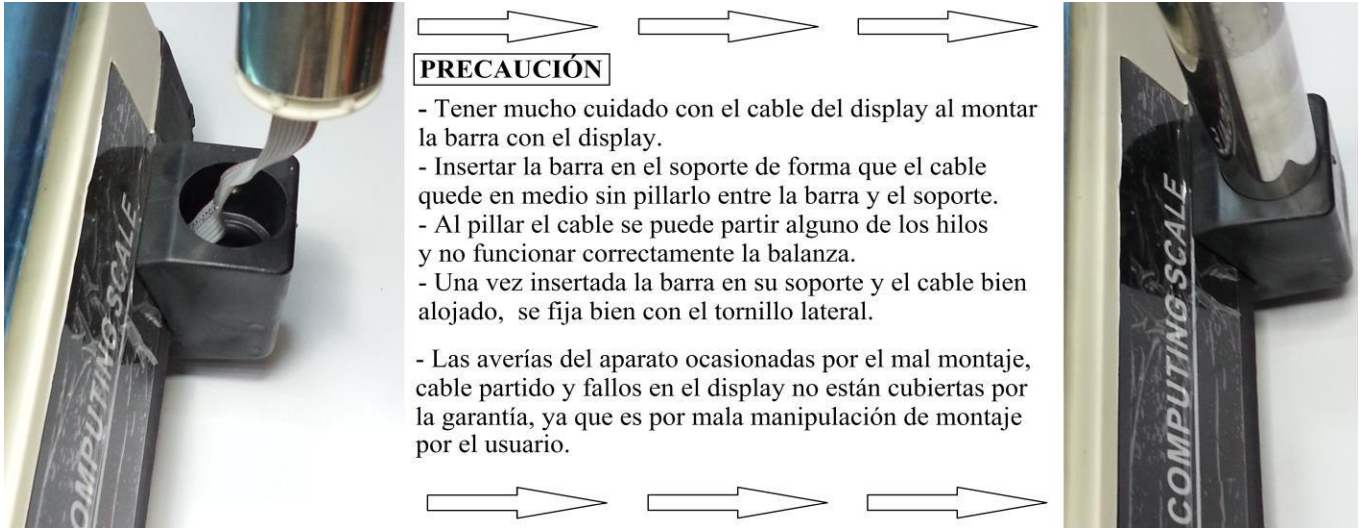 COMPUTING SCALE
PRECAUCIÓN
- Tener mucho cuidado con el cable del display al montar
la barra con el display.
- Insertar la barra en el soporte de forma que el cable
quede en medio sin pillarlo entre la barra y el soporte.
- Al pillar el cable se puede partir alguno de los hilos
y no funcionar correctamente la balanza.
- Una vez insertada la barra en su soporte y el cable bien
alojado,  se fija bien con el tornillo lateral.
- Las averías del aparato ocasionadas por el mal montaje,
cable partido y fallos en el display no están cubiertas por
la garantía, ya que es por mala manipulación de montaje
por el usuario.
COMPUTING SCALE